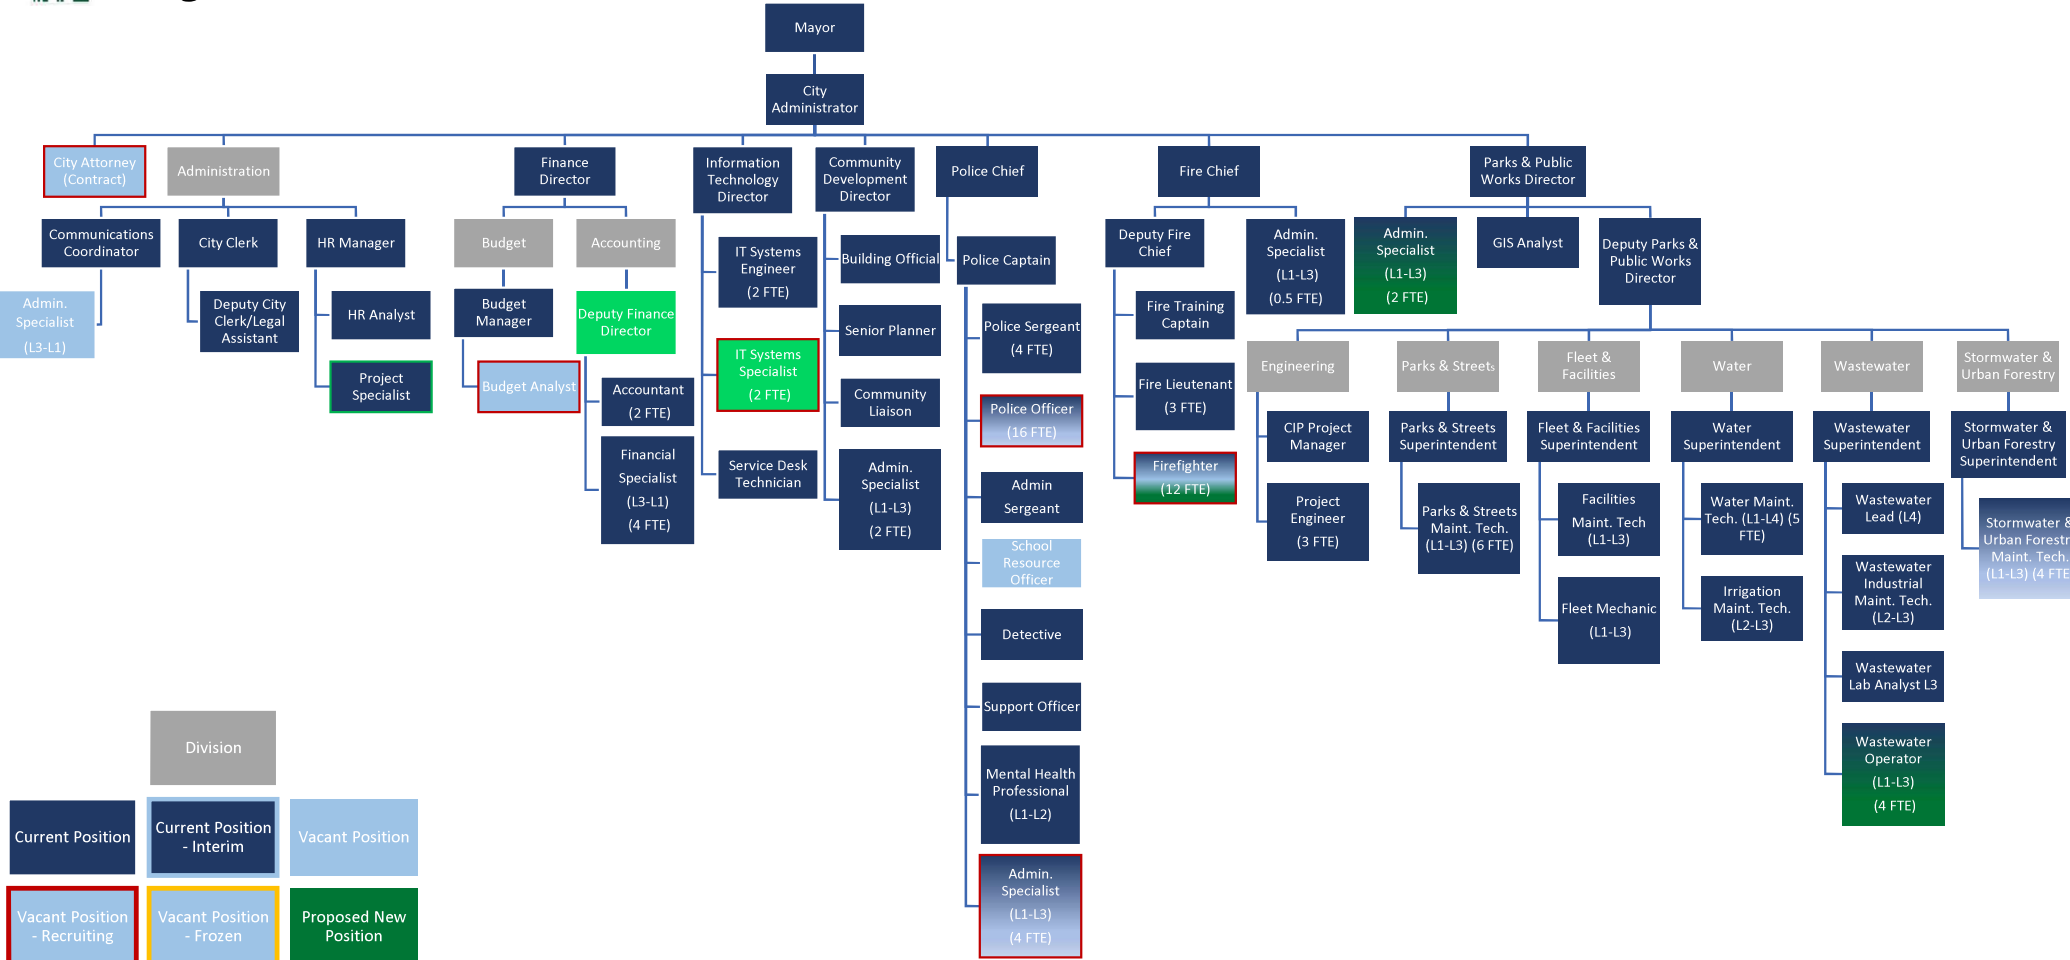 Mayor
City
Administrator
City Attorney
(Contract)
Administration
Finance
Director
Information
Technology
Director
Community
Development
Director
Police Chief
Fire Chief
Parks & Public
Works Director
Communications
Coordinator
City Clerk
HR Manager
Budget
Accounting
Admin.
Specialist
(L3-L1)
Deputy City
Clerk/Legal
Assistant
HR Analyst
Project
Specialist
Budget
Manager
Budget Analyst
Deputy Finance
Director
Accountant
(2 FTE)
Financial
Specialist
(L3-L1)
(4 FTE)
IT Systems
Engineer
(2 FTE)
IT Systems
Specialist
(2 FTE)
Service Desk
Technician
Building Official
Senior Planner
Community
Liaison
Admin.
Specialist
(L1-L3)
(2 FTE)
Police Captain
Police Sergeant
(4 FTE)
Police Officer
(16 FTE)
Admin
Sergeant
School
Resource
Officer
Detective
Support Officer
Mental Health
Professional
(L1-L2)
Admin.
Specialist
(L1-L3)
(4 FTE)
Deputy Fire
Chief
Admin.
Specialist
(L1-L3)
(0.5 FTE)
Fire Training
Captain
Fire Lieutenant
(3 FTE)
Firefighter
(12 FTE)
Admin.
Specialist
(L1-L3)
(2 FTE)
GIS Analyst
Deputy Parks &
Public Works
Director
Engineering
Parks & Streets
Fleet &
Facilities
Water
Wastewater
Stormwater &
Urban Forestry
CIP Project
Manager
Project
Engineer
(3 FTE)
Parks & Streets
Superintendent
Parks & Streets
Maint. Tech.
(L1-L3) (6 FTE)
Fleet & Facilities
Superintendent
Facilities
Maint. Tech
(L1-L3)
Fleet Mechanic
(L1-L3)
Water
Superintendent
Water Maint.
Tech. (L1-L4) (5
FTE)
Irrigation
Maint. Tech.
(L2-L3)
Wastewater
Superintendent
Wastewater
Lead (L4)
Wastewater
Industrial
Maint. Tech.
(L2-L3)
Wastewater
Lab Analyst L3
Wastewater
Operator
(L1-L3)
(4 FTE)
Stormwater &
Urban Forestry
Superintendent
Stormwater &
Urban Forestr
Maint. Tech.
(L1-L3) (4 FTE
Division
Current Position
Current Position
- Interim
Vacant Position
Vacant Position
- Recruiting
Vacant Position
- Frozen
Proposed New
Position